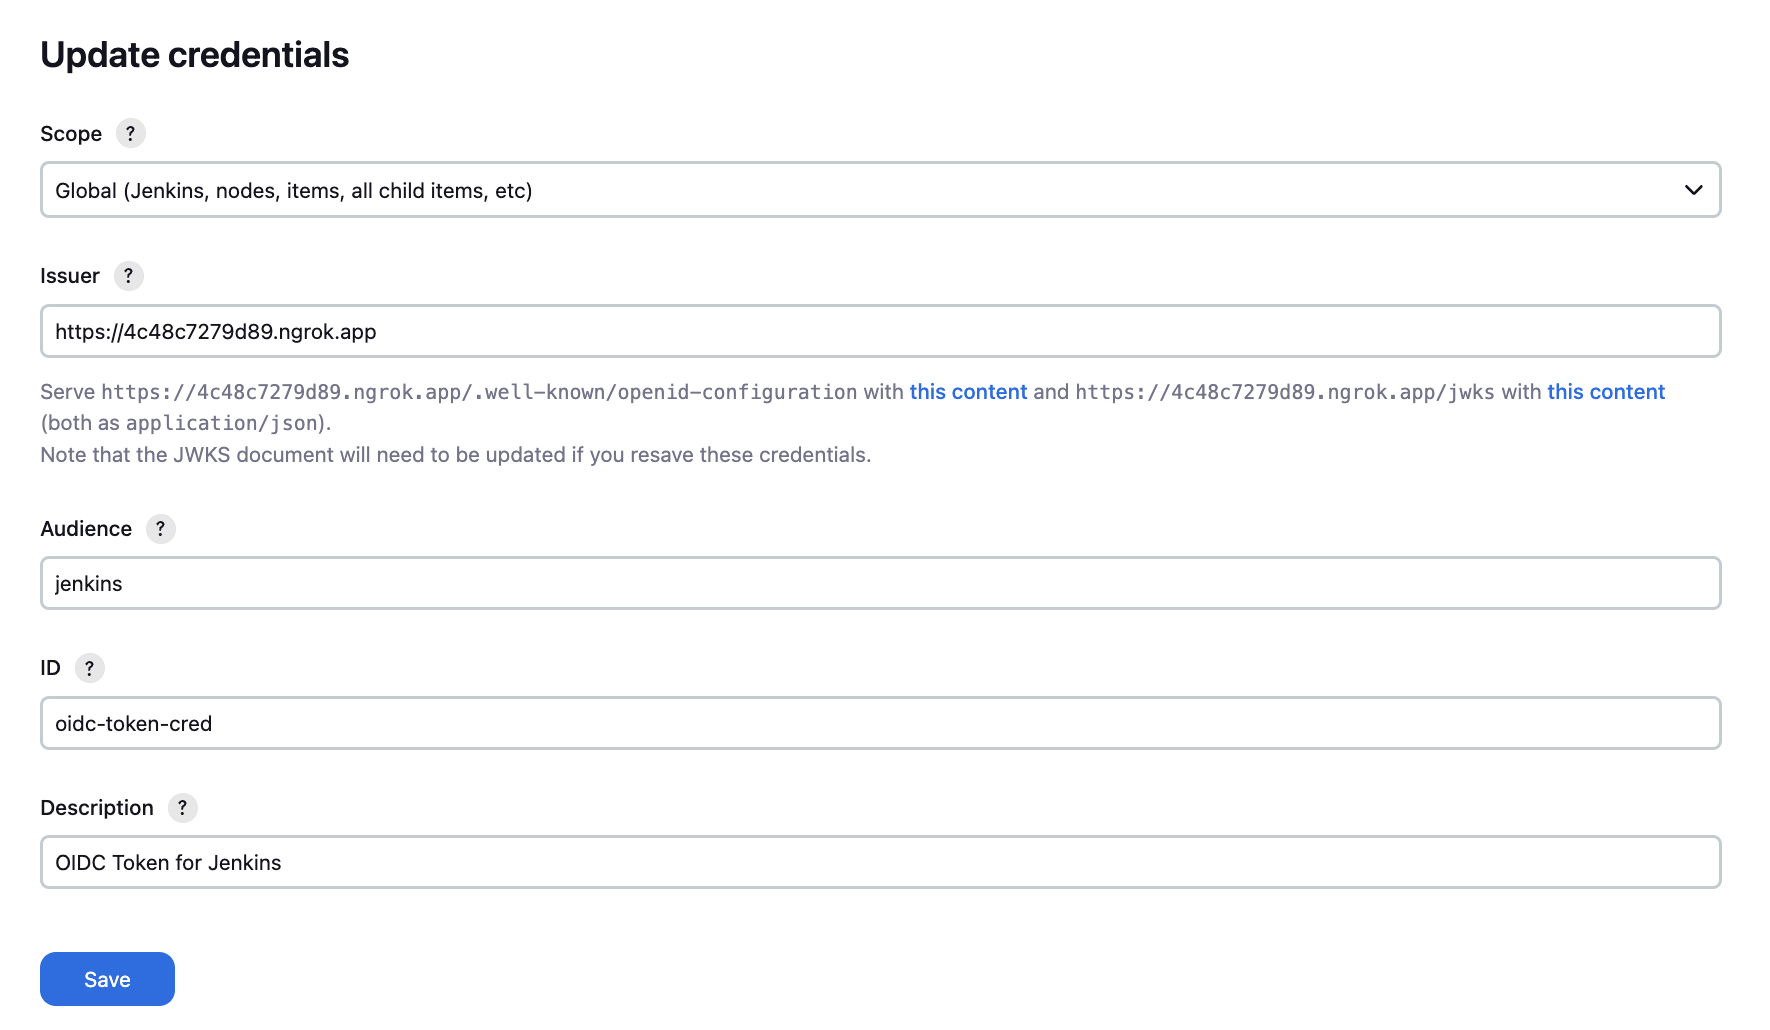 Update credentials
Scope ?
Global (Jenkins, nodes, items, all child items, etc)
Issuer ?
https://4c48c7279d89.ngrok.app
Serve https://4c48c7279d89.ngrok.app/.well-known/openid-configuration with this content and https://4c48c7279d89.ngrok.app/jwks with this content
(both as application/json).
Note that the JWKS document will need to be updated if you resave these credentials.
Audience ?
jenkins
ID ?
oidc-token-cred
Description ?
OIDC Token for Jenkins
Save